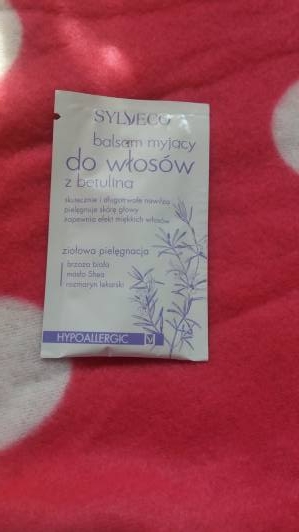 SYLVECO
balsam myjący
do włosów
z betuliną
skutecznie i długotrwale nawilża
pielęgnuje skórę głowy
zapewnia efekt miękkich włosów
ziołowa pielęgnacja
brzoza biała
masło Shea
rozmaryn lekarski
HYPOALLERGIC